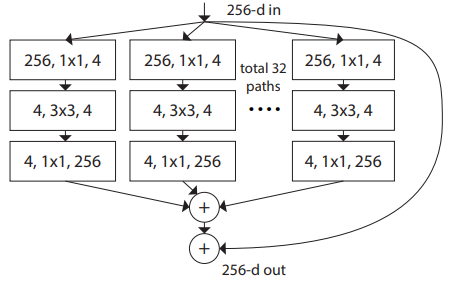 256-d in
256, 1x1, 4
256, 1x1, 4
256, 1x1, 4
total 32
paths
4, 3x3, 4
4, 3x3, 4
....
4, 3x3, 4
4, 1x1, 256
4, 1x1, 256
4, 1x1, 256
+
+
256-d out